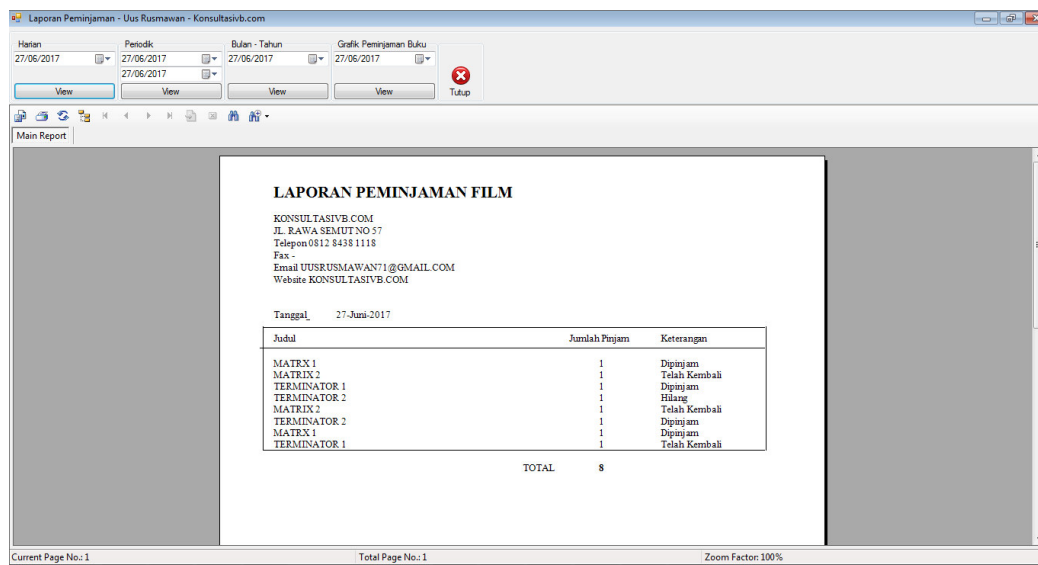 Laporan Peminjaman - Uus Rusmawan - Konsultasivb.com
Harian Periodik Bulan - Tahun Grafik Peminjaman Buku
27/06/2017 27/06/2017 27/06/2017 27/06/2017
27/06/2017
View View View View Tutup
Main Report
LAPORAN PEMINJAMAN FILM
KONSULTASIVB.COM
JL. RAWA SEMUT NO 57
Telepon 0812 8438 1118
Fax -
Email UUSRUSMAWAN71@GMAIL.COM
Website KONSULTASIVB.COM
Tanggal_ 27-Juni-2017
Judul Jumlah Pinjam Keterangan
MATRX 1 1 Dipinjam
MATRIX 2 1 Telah Kembali
TERMINATOR 1 1 Dipinjam
TERMINATOR 2 1 Hilang
MATRIX 2 1 Telah Kembali
TERMINATOR 2 1 Dipinjam
MATRX 1 1 Dipinjam
TERMINATOR 1 1 Telah Kembali
TOTAL 8
Current Page No.: 1 Total Page No.: 1 Zoom Factor: 100%